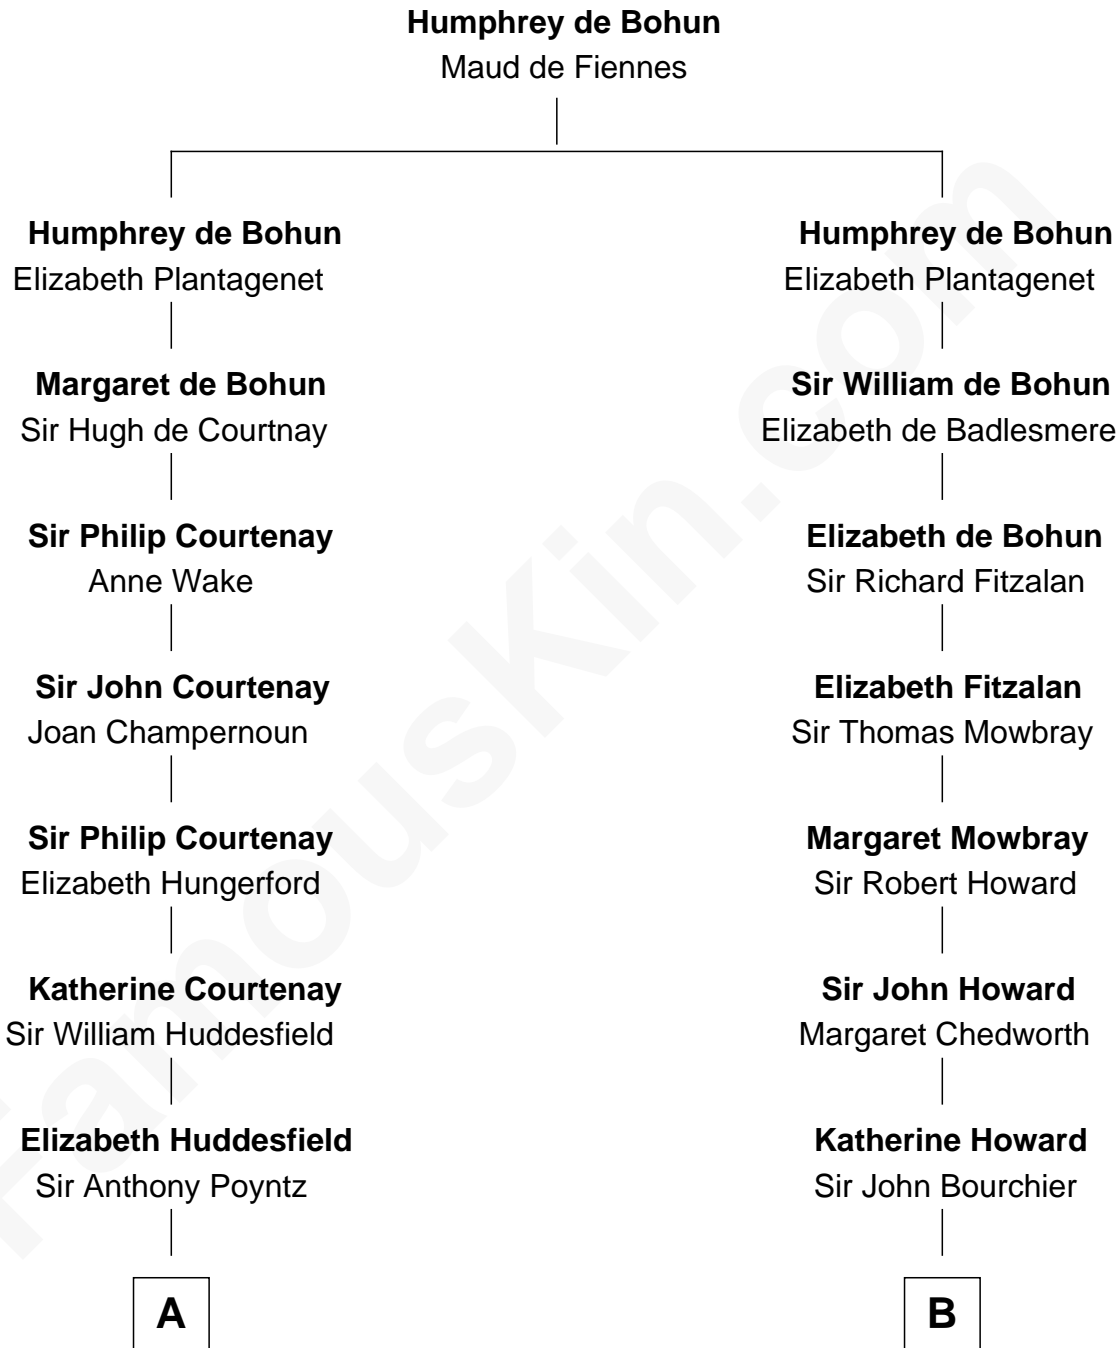 Humphrey de Bohun
Maud de Fiennes
Humphrey de Bohun
Elizabeth Plantagenet
Margaret de Bohun
Sir Hugh de Courtnay
Sir Philip Courtenay
Anne Wake
Sir John Courtenay
Joan Champernoun
Sir Philip Courtenay
Elizabeth Hungerford
Katherine Courtenay
Sir William Huddesfield
Elizabeth Huddesfield
Sir Anthony Poyntz
A
Humphrey de Bohun
Elizabeth Plantagenet
Sir William de Bohun
Elizabeth de Badlesmere
Elizabeth de Bohun
Sir Richard Fitzalan
Elizabeth Fitzalan
Sir Thomas Mowbray
Margaret Mowbray
Sir Robert Howard
Sir John Howard
Margaret Chedworth
Katherine Howard
Sir John Bourchier
B
FamousKin.com